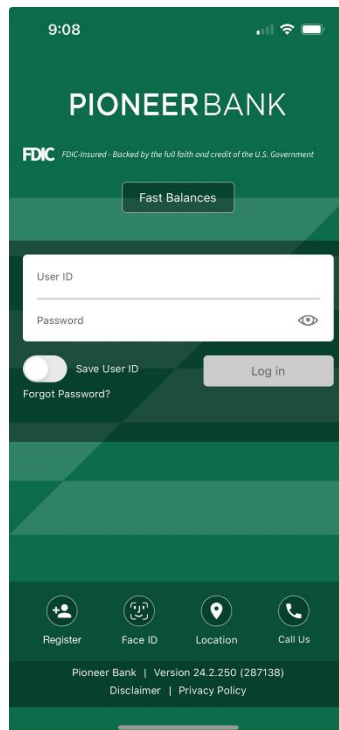 9:08
PIONEERBANK
FDIC FDIC-Insured - Backed by the full faith and credit of the U.S. Government
Fast Balances
User ID
Password
Save User ID
Log in
Forgot Password?
Register Face ID Location Call Us
Pioneer Bank | Version 24.2.250 (287138)
Disclaimer | Privacy Policy